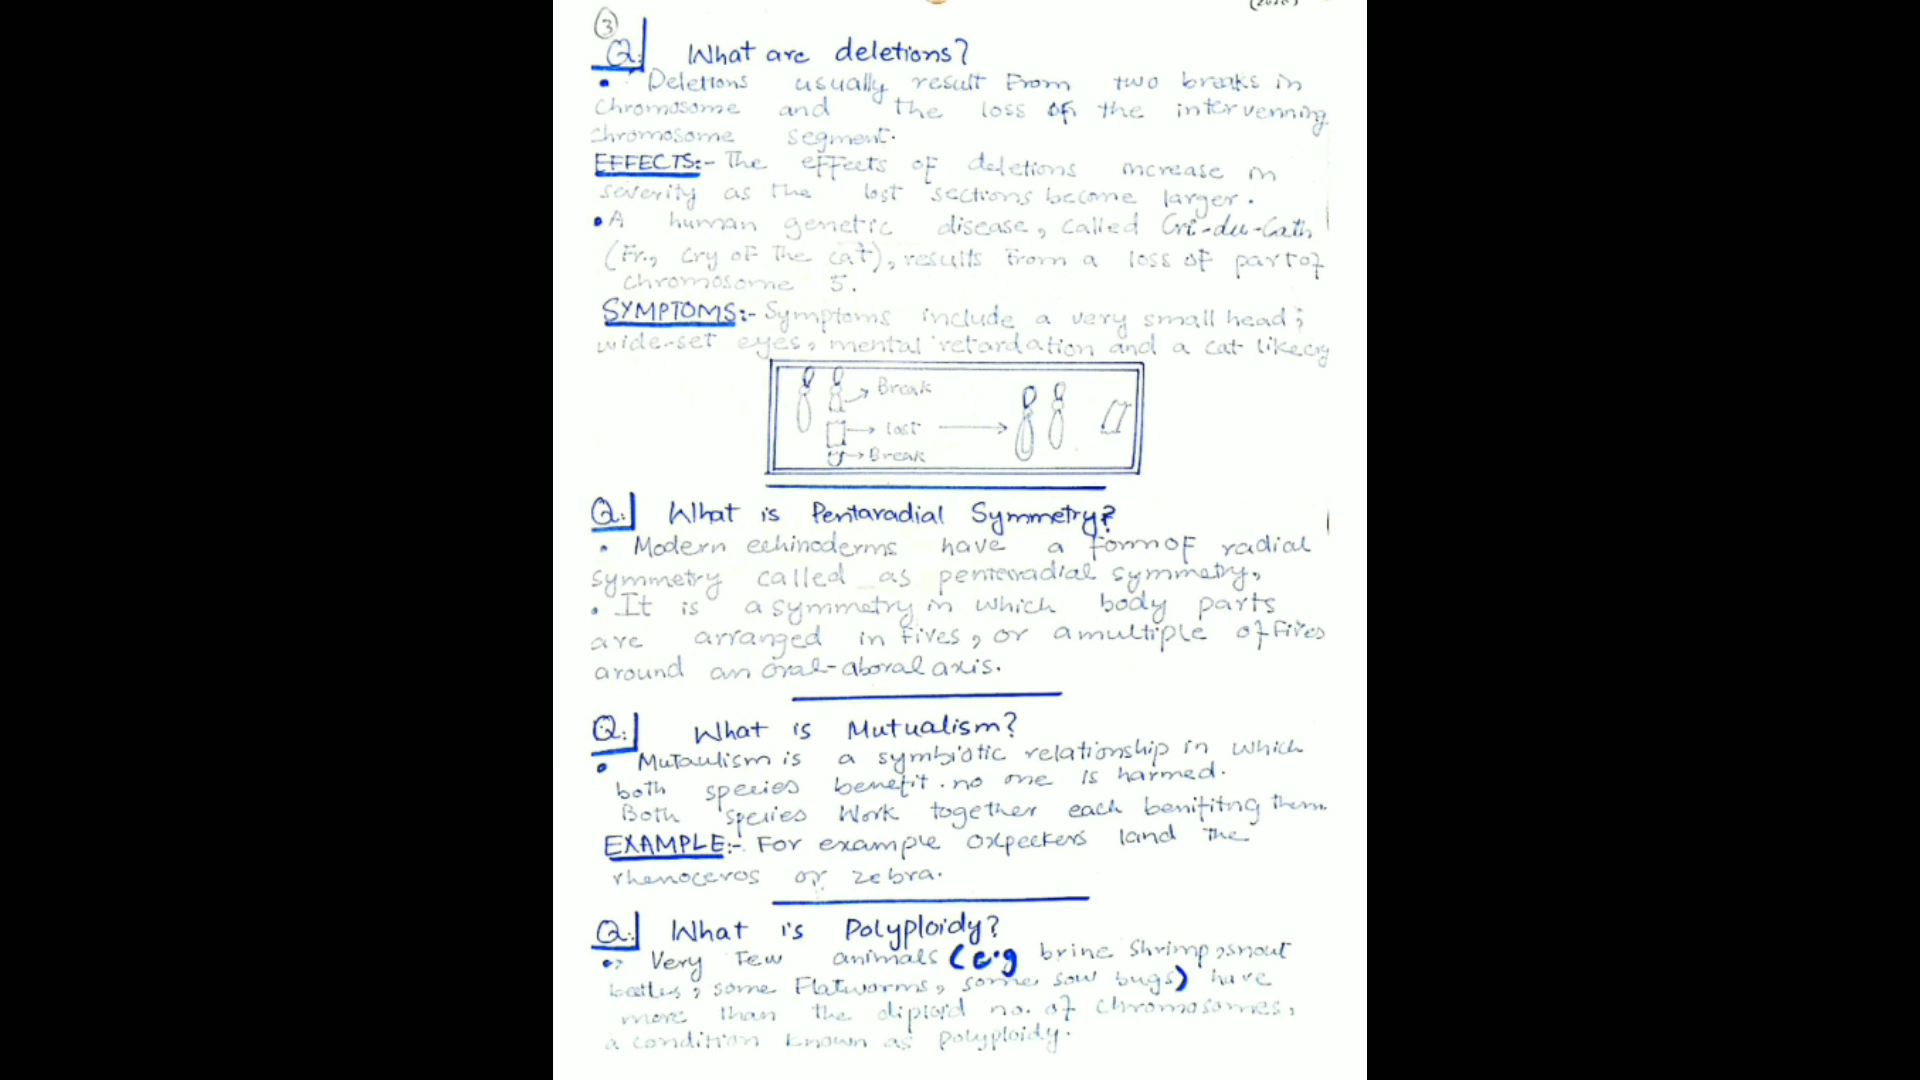 (2020)
3
Q. What are deletions?
• Deletions usually result From two breaks in
chromosome and the loss of the intervenning
chromosome segment.
EFFECTS:- The effects of deletions increase in
severity as the lost sections become larger.
• A human genetic disease, called Cri-du-Cath
(Fr., cry of the cat), results from a loss of part of
chromosome 5.
SYMPTOMS:- Symptoms include a very small head,
wide-set eyes, mental retardation and a cat like cry
→ Break
→ lost →
→ Break
Q. What is Pentaradial Symmetry?
• Modern echinoderms have a form of radial
symmetry called as pentaradial symmetry.
• It is a symmetry in which body parts
are arranged in fives, or a multiple of fives
around an oral-aboral axis.
Q. What is Mutualism?
• Mutaulism is a symbiotic relationship in which
both species benefit. no one is harmed.
Both species Work together each benifiting them.
EXAMPLE:- For example oxpeckers land the
rhenoceros or zebra.
Q. What is Polyploidy?
• Very Few animals (e.g brine Shrimp, snout
beetles, some Flatworms, some sow bugs) have
more than the diploid no. of chromosomes,
a condition known as polyploidy.